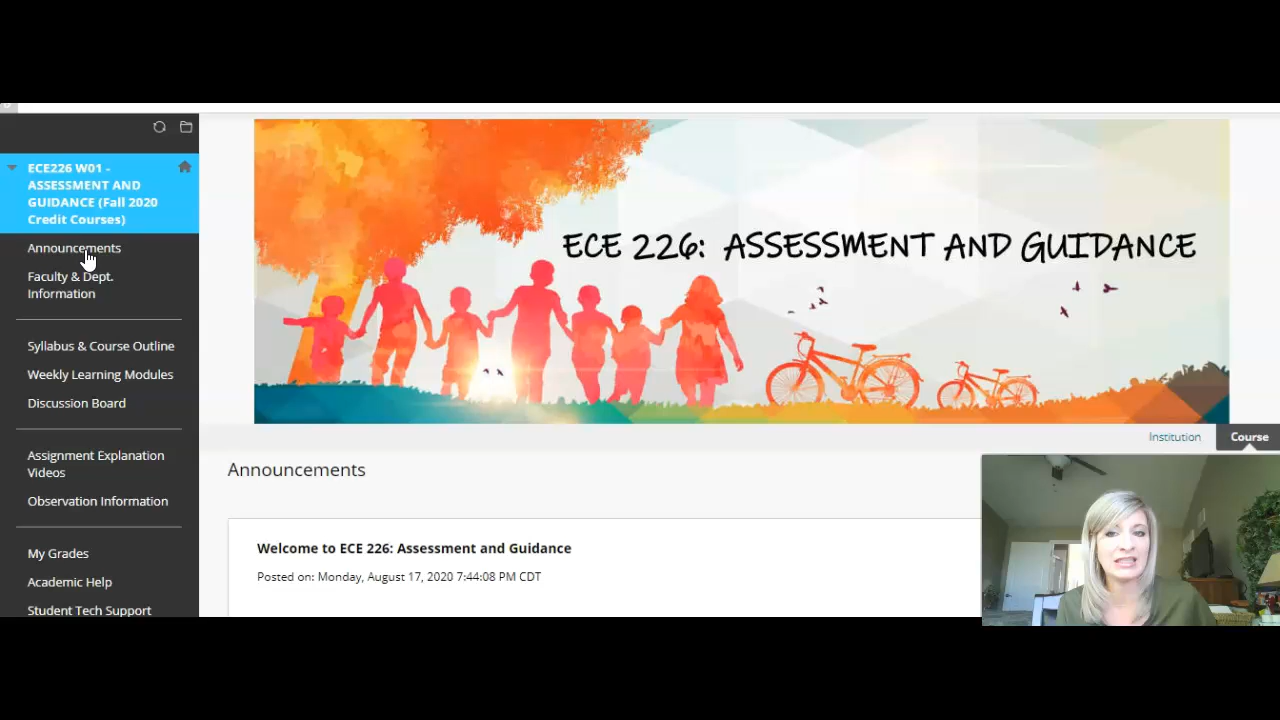 ECE226 W01 -
ASSESSMENT AND
GUIDANCE (Fall 2020
Credit Courses)
Announcements
Faculty & Dept.
Information
Syllabus & Course Outline
Weekly Learning Modules
Discussion Board
Assignment Explanation
Videos
Observation Information
My Grades
Academic Help
Student Tech Support
ECE 226: ASSESSMENT AND GUIDANCE
Institution
Course
Announcements
Welcome to ECE 226: Assessment and Guidance
Posted on: Monday, August 17, 2020 7:44:08 PM CDT